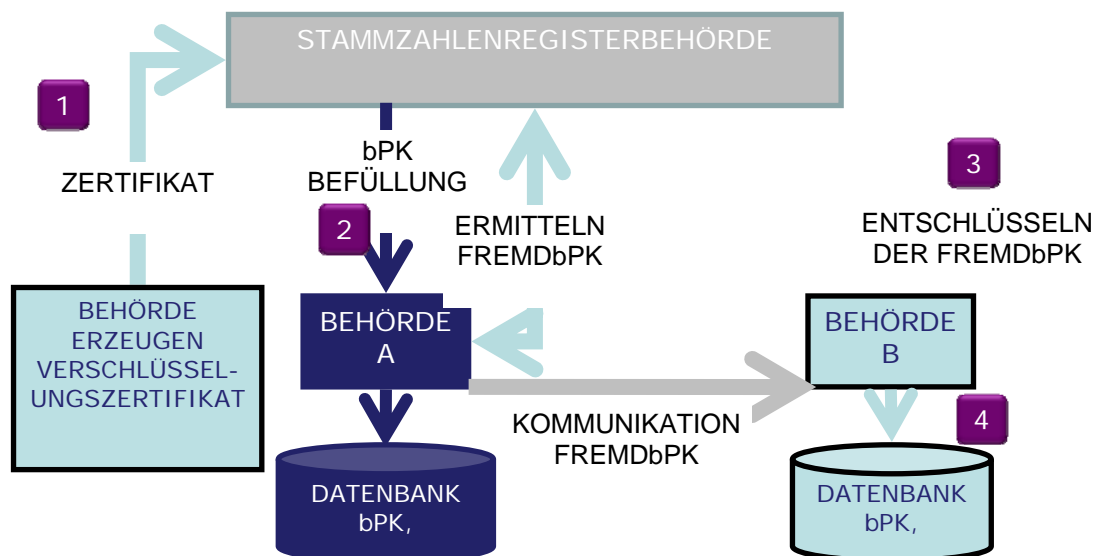 STAMMZAHLENREGISTERBEHÖRDE
1
ZERTIFIKAT
bPK
BEFÜLLUNG
2
ERMITTELN
FREMDbPK
3
ENTSCHLÜSSELN
DER FREMDbPK
BEHÖRDE
ERZEUGEN
VERSCHLÜSSEL-
UNGSZERTIFIKAT
BEHÖRDE
A
BEHÖRDE
B
KOMMUNIKATION
FREMDbPK
4
DATENBANK
bPK,
DATENBANK
bPK,